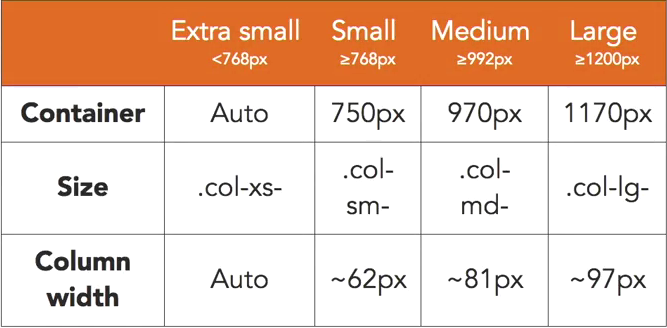 Extra small Small Medium Large
<768px ≥768px ≥992px ≥1200px
Container Auto 750px 970px 1170px
Size .col-xs- .col-
sm- .col-
md- .col-lg-
Column
width Auto ~62px ~81px ~97px